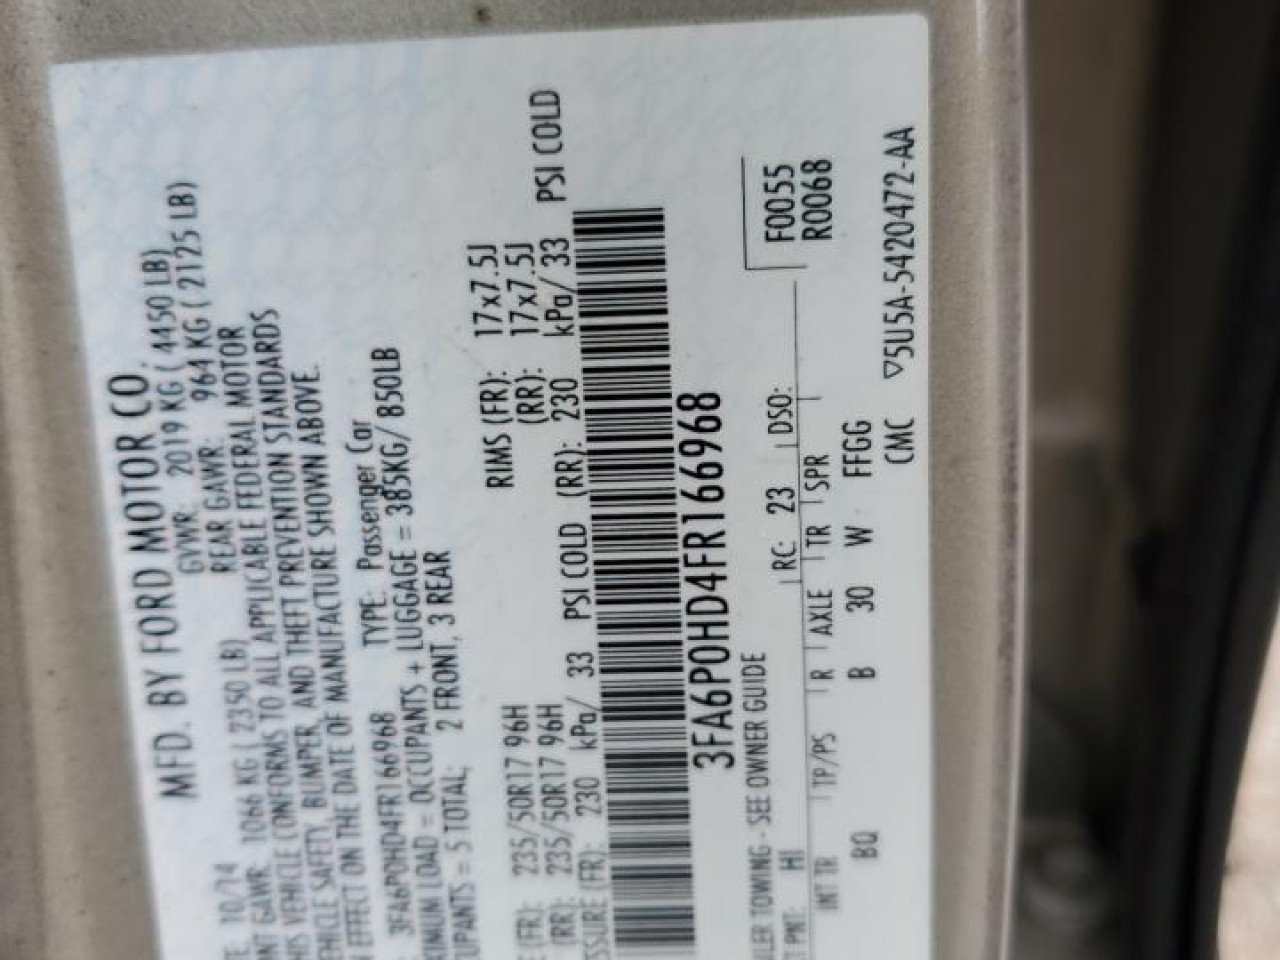 MFD. BY FORD MOTOR CO.
10/14 GVWR: 2019 KG ( 4450 LB)
GAWR: 1066 KG ( 2350 LB) REAR GAWR: 964 KG ( 2125 LB)
VEHICLE CONFORMS TO ALL APPLICABLE FEDERAL MOTOR
SAFETY, BUMPER, AND THEFT PREVENTION STANDARDS
EFFECT ON THE DATE OF MANUFACTURE SHOWN ABOVE.
3FA6P0HD4FR166968 TYPE: Passenger Car
LOAD = OCCUPANTS + LUGGAGE = 385KG/ 850LB
= 5 TOTAL; 2 FRONT, 3 REAR
(FR): 235/50R17 96H RIMS (FR): 17x7.5J
(RR): 235/50R17 96H (RR): 17x7.5J
(FR): 230 kPa/ 33 PSI COLD (RR): 230 kPa/ 33 PSI COLD
3FA6P0HD4FR166968
TOWING - SEE OWNER GUIDE
PNT: HI RC: 23 DSO: F0055
R0068
INT TR TP/PS R AXLE TR SPR
BQ B 30 W FFGG
CMC ▽5U5A-5420472-AA